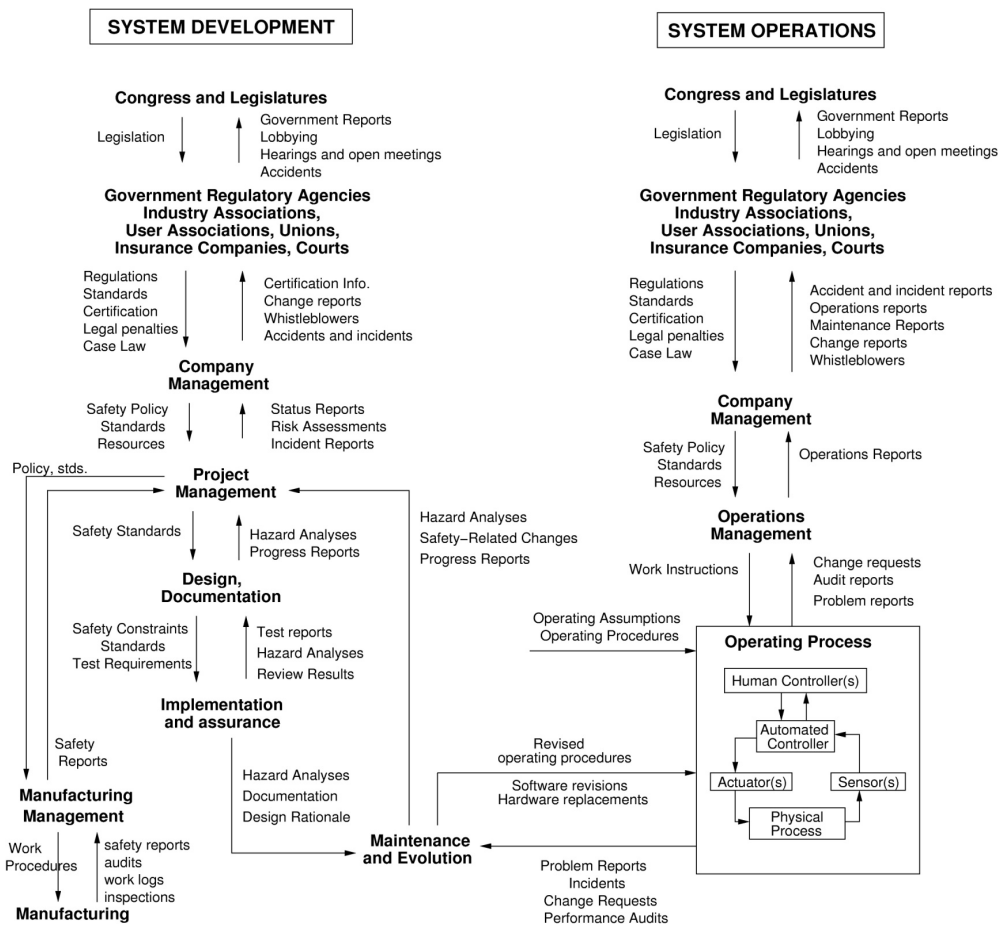 SYSTEM DEVELOPMENT
Congress and Legislatures
Legislation
Government Reports
Lobbying
Hearings and open meetings
Accidents
Government Regulatory Agencies
Industry Associations,
User Associations, Unions,
Insurance Companies, Courts
Regulations
Standards
Certification
Legal penalties
Case Law
Certification Info.
Change reports
Whistleblowers
Accidents and incidents
Company
Management
Safety Policy
Standards
Resources
Status Reports
Risk Assessments
Incident Reports
Policy, stds.
Project
Management
Safety Standards
Hazard Analyses
Progress Reports
Hazard Analyses
Safety-Related Changes
Progress Reports
Design,
Documentation
Safety Constraints
Standards
Test Requirements
Test reports
Hazard Analyses
Review Results
Implementation
and assurance
Safety
Reports
Hazard Analyses
Documentation
Design Rationale
Manufacturing
Management
Work
Procedures
safety reports
audits
work logs
inspections
Manufacturing
Maintenance
and Evolution
SYSTEM OPERATIONS
Congress and Legislatures
Legislation
Government Reports
Lobbying
Hearings and open meetings
Accidents
Government Regulatory Agencies
Industry Associations,
User Associations, Unions,
Insurance Companies, Courts
Regulations
Standards
Certification
Legal penalties
Case Law
Accident and incident reports
Operations reports
Maintenance Reports
Change reports
Whistleblowers
Company
Management
Safety Policy
Standards
Resources
Operations Reports
Operations
Management
Work Instructions
Change requests
Audit reports
Problem reports
Operating Assumptions
Operating Procedures
Operating Process
Human Controller(s)
Automated
Controller
Actuator(s)
Sensor(s)
Physical
Process
Revised
operating procedures
Software revisions
Hardware replacements
Problem Reports
Incidents
Change Requests
Performance Audits